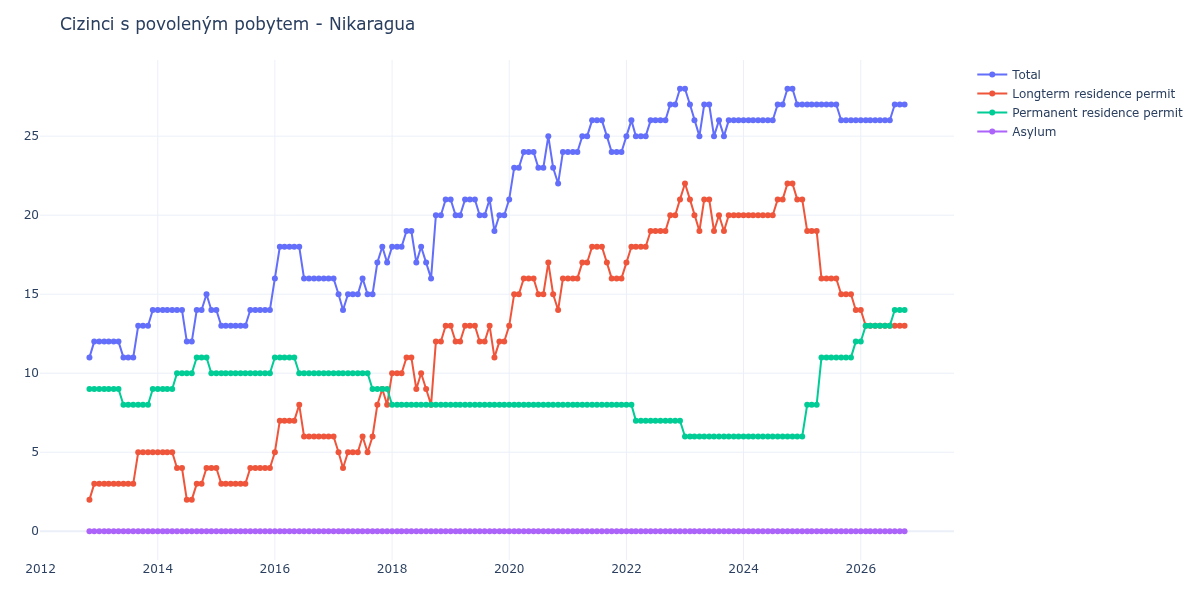 Cizinci s povoleným pobytem - Nikaragua
Total
Longterm residence permit
Permanent residence permit
Asylum
25
20
15
10
5
0
2012
2014
2016
2018
2020
2022
2024
2026